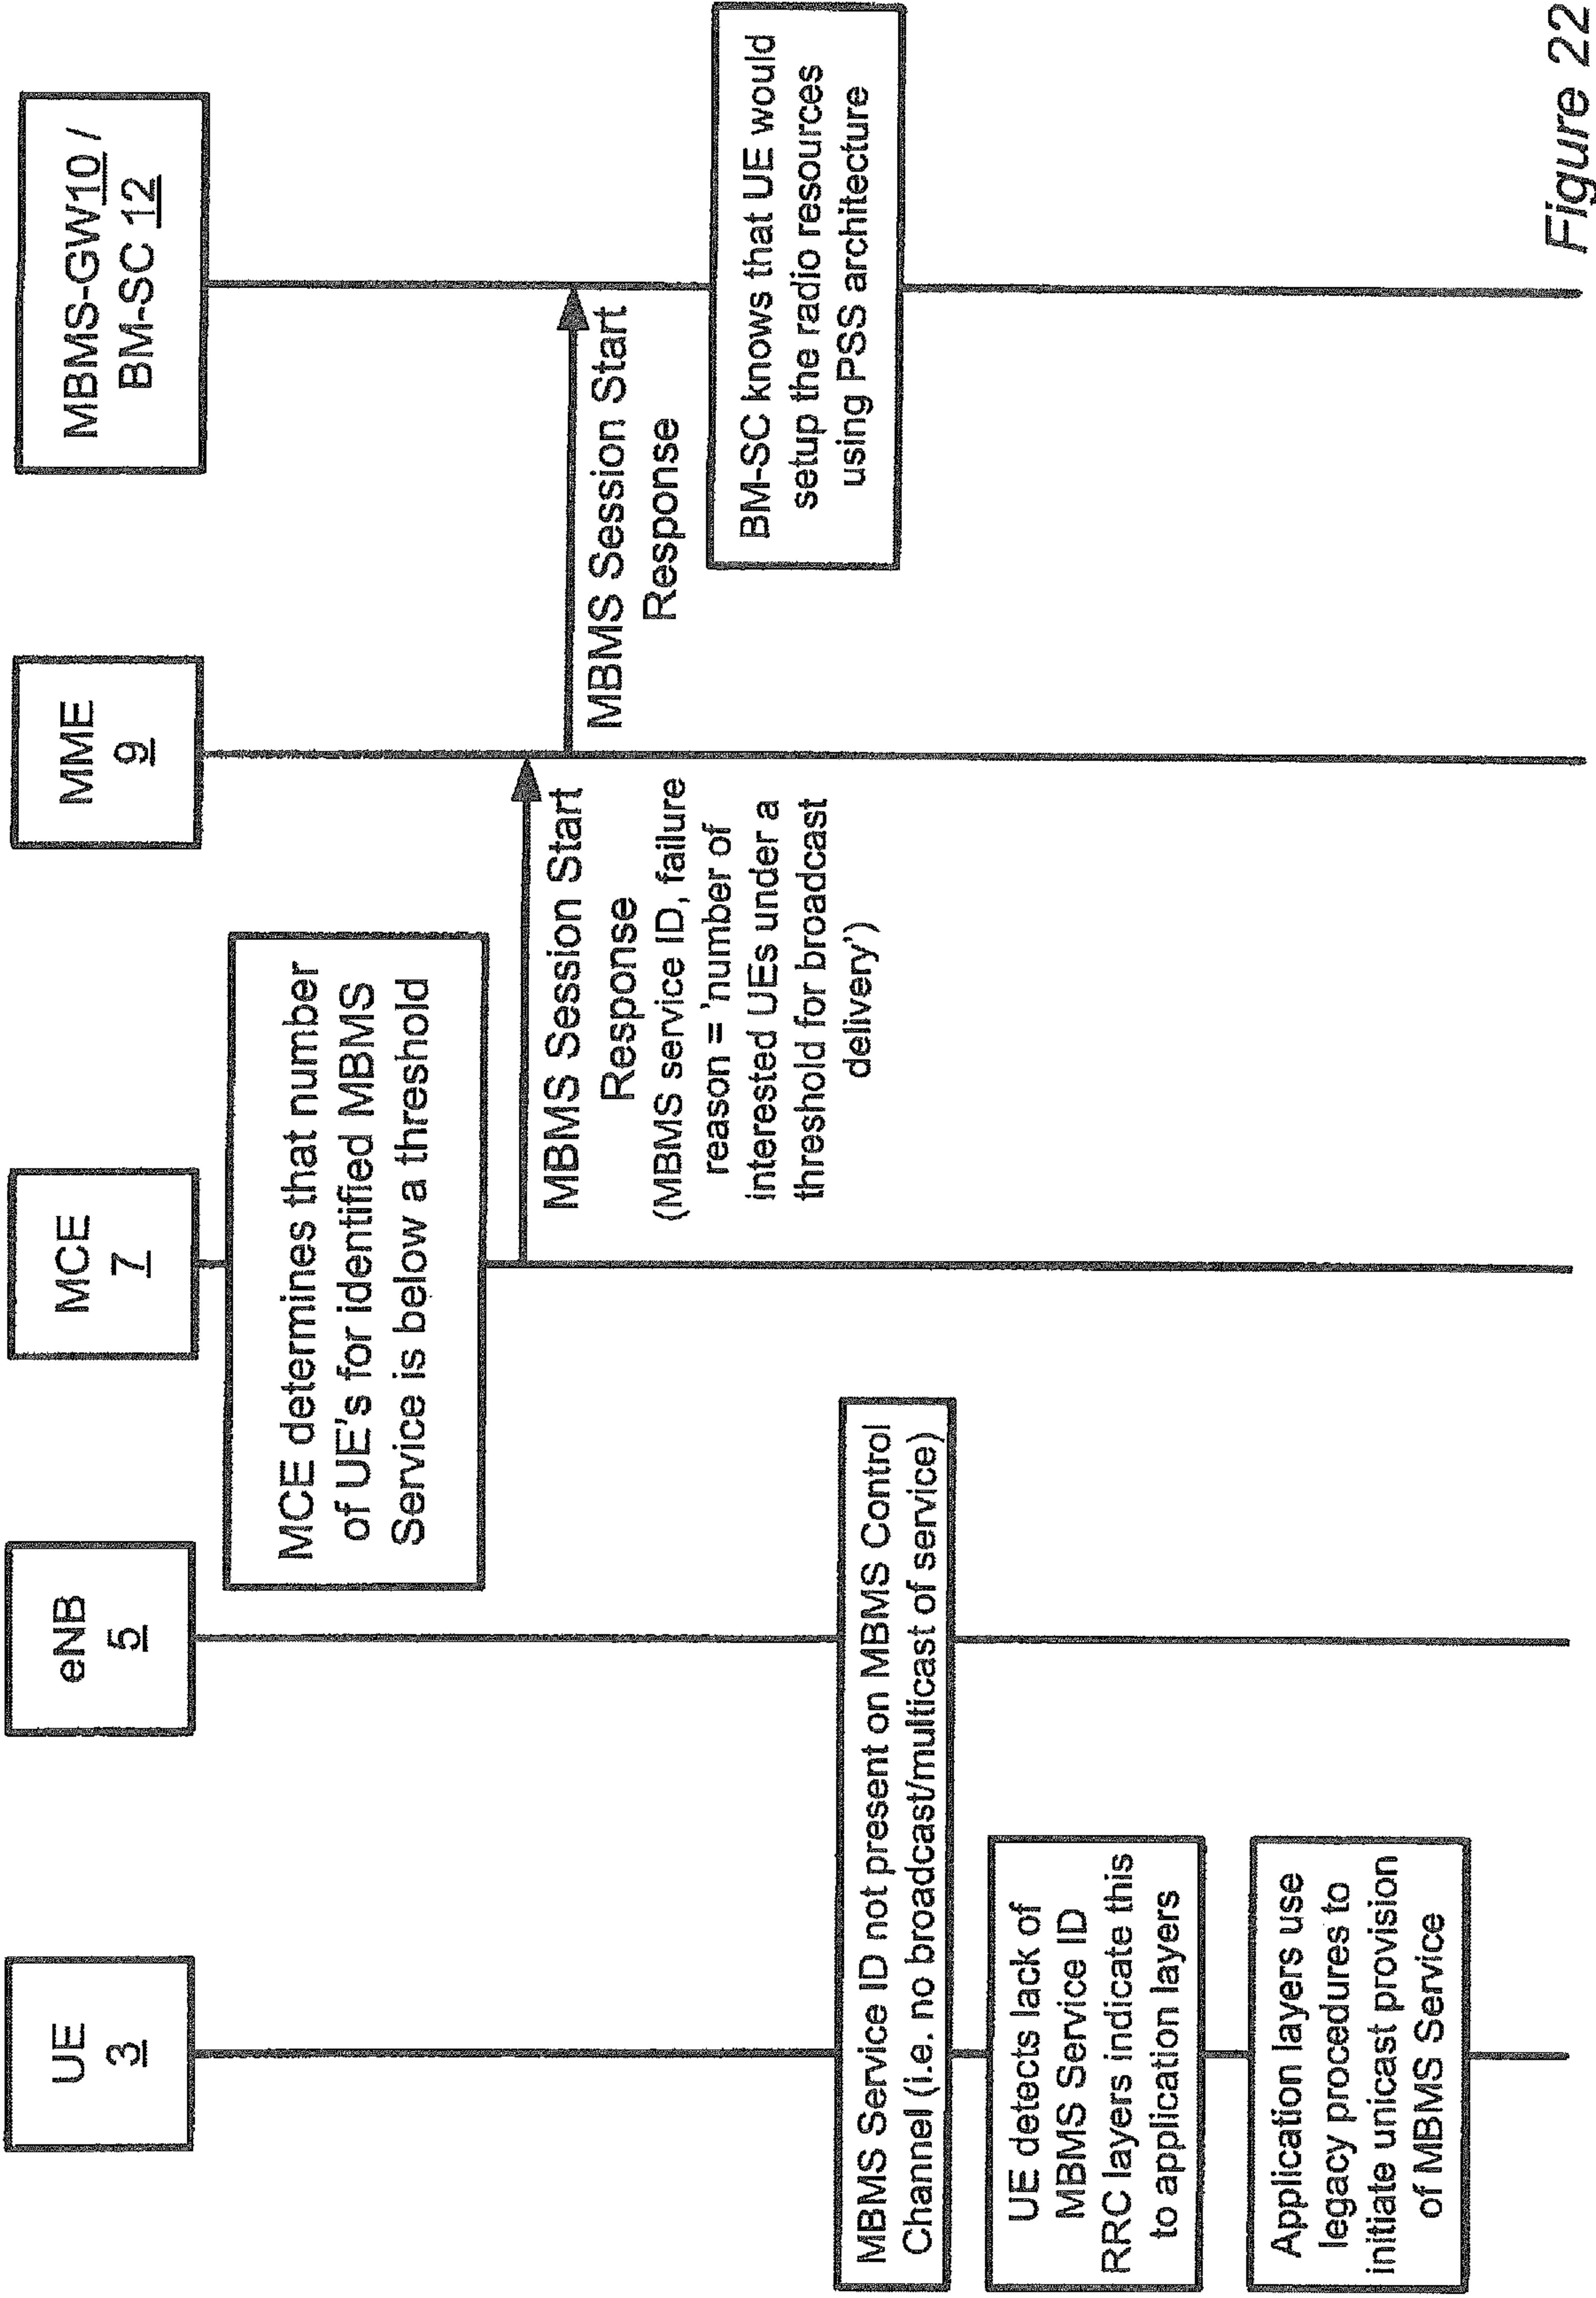 UE
3
eNB
5
MCE
7
MME
9
MBMS-GW10 /
BM-SC 12
MCE determines that number
of UE's for identified MBMS
Service is below a threshold
MBMS Session Start
Response
(MBMS service ID, failure
reason = 'number of
interested UEs under a
threshold for broadcast
delivery')
MBMS Session Start
Response
BM-SC knows that UE would
setup the radio resources
using PSS architecture
MBMS Service ID not present on MBMS Control
Channel (i.e. no broadcast/multicast of service)
UE detects lack of
MBMS Service ID
RRC layers indicate this
to application layers
Application layers use
legacy procedures to
initiate unicast provision
of MBMS Service
Figure 22